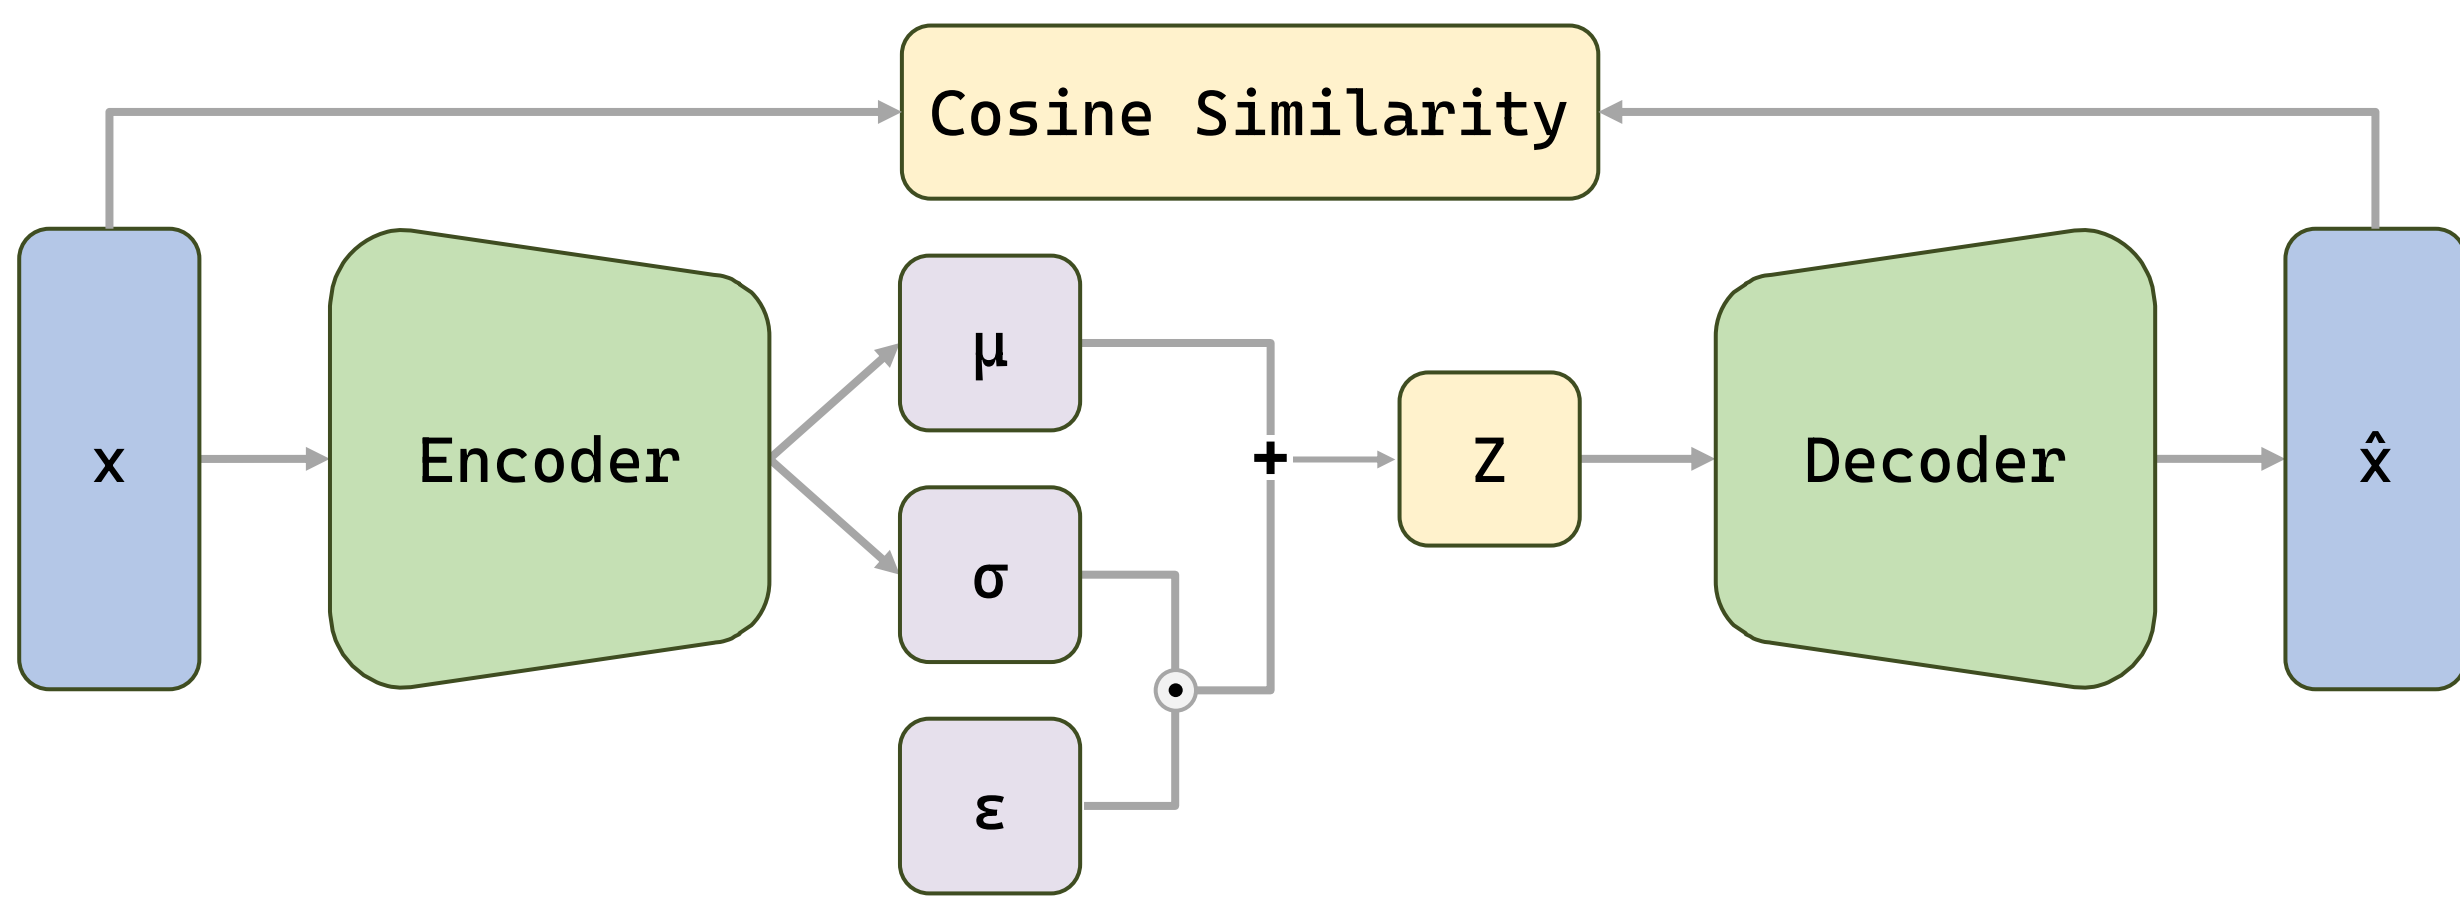 Cosine Similarity
x
Encoder
μ
σ
ε
+
Z
Decoder
x̂